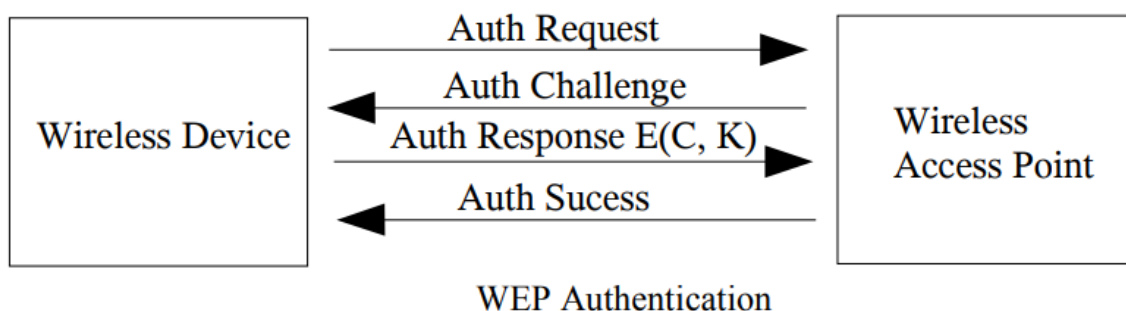 Auth Request
Auth Challenge
Wireless Device
Auth Response E(C, K)
Wireless
Access Point
Auth Sucess
WEP Authentication